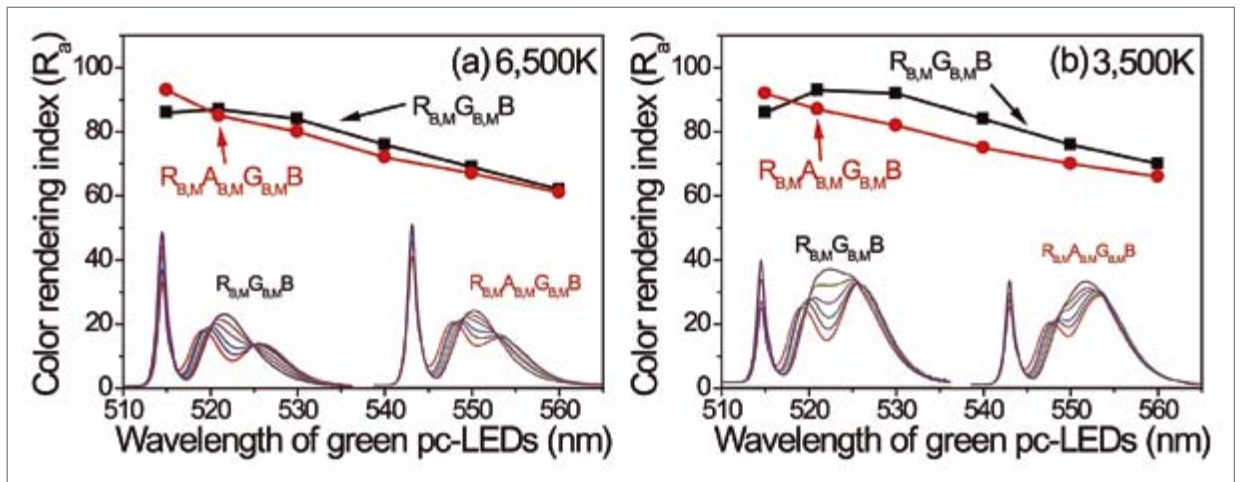 Color rendering index (Ra)
100
80
60
40
20
0
(a) 6,500K
RB,MGB,MB
RB,MAB,MGB,MB
RB,MGB,MB
RB,MAB,MGB,MB
510 520 530 540 550 560
Wavelength of green pc-LEDs (nm)
Color rendering index (Ra)
100
80
60
40
20
0
(b) 3,500K
RB,MGB,MB
RB,MAB,MGB,MB
RB,MGB,MB
RB,MAB,MGB,MB
510 520 530 540 550 560
Wavelength of green pc-LEDs (nm)